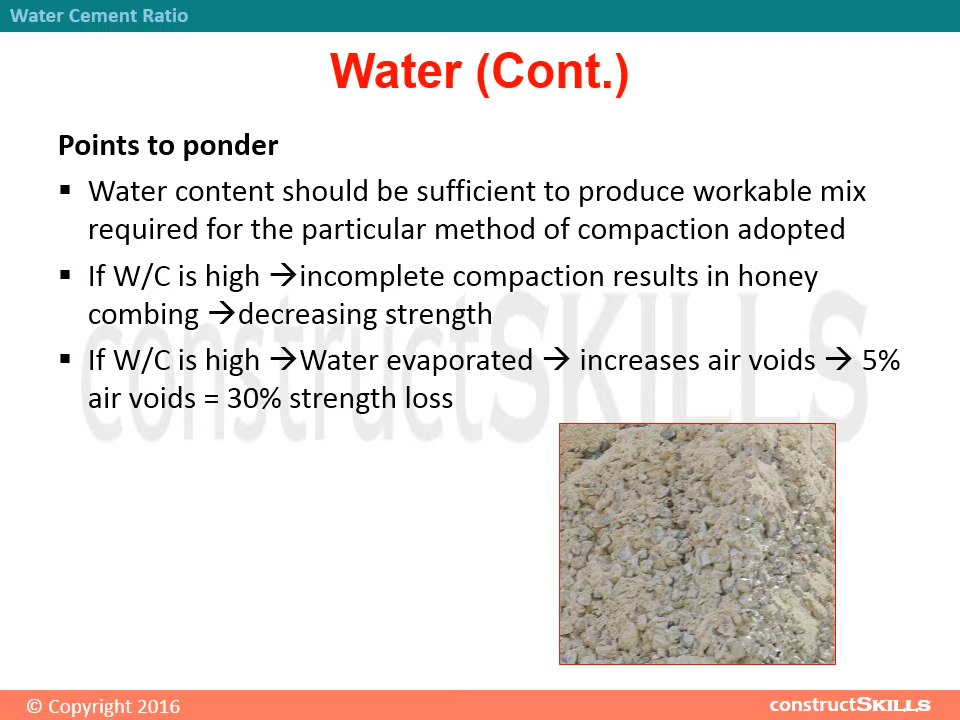 Water Cement Ratio
Water (Cont.)
Points to ponder
▪ Water content should be sufficient to produce workable mix
required for the particular method of compaction adopted
▪ If W/C is high →incomplete compaction results in honey
combing →decreasing strength
▪ If W/C is high →Water evaporated → increases air voids → 5%
air voids = 30% strength loss
constructSKILLS
© Copyright 2016
constructSKILLS